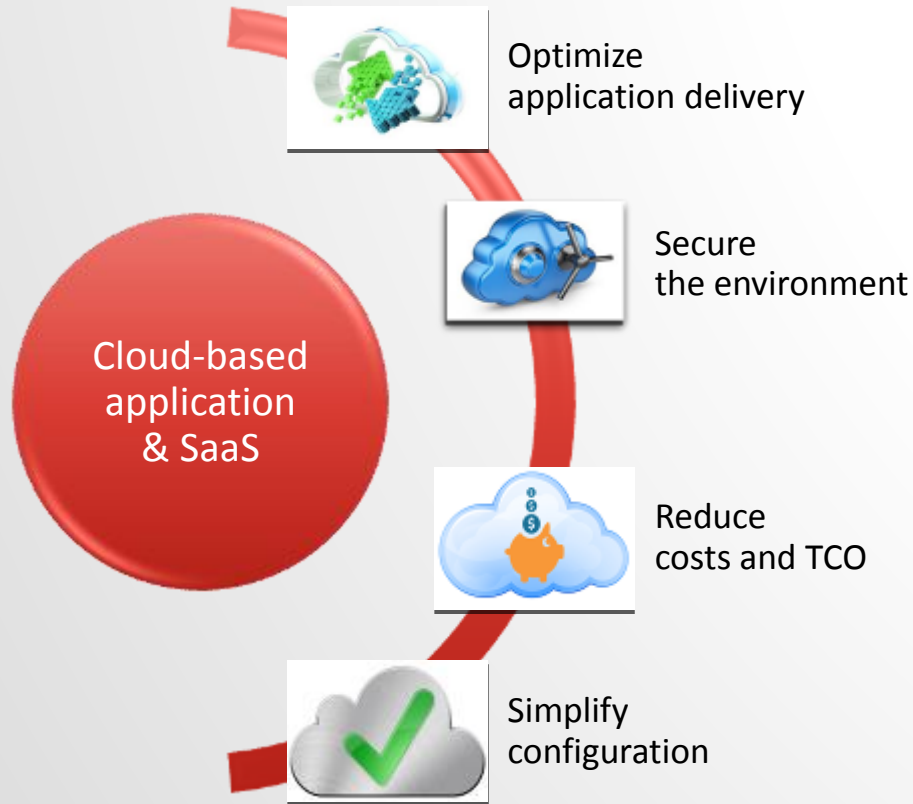 Optimize
application delivery
Secure
the environment
Cloud-based
application
& SaaS
Reduce
costs and TCO
Simplify
configuration